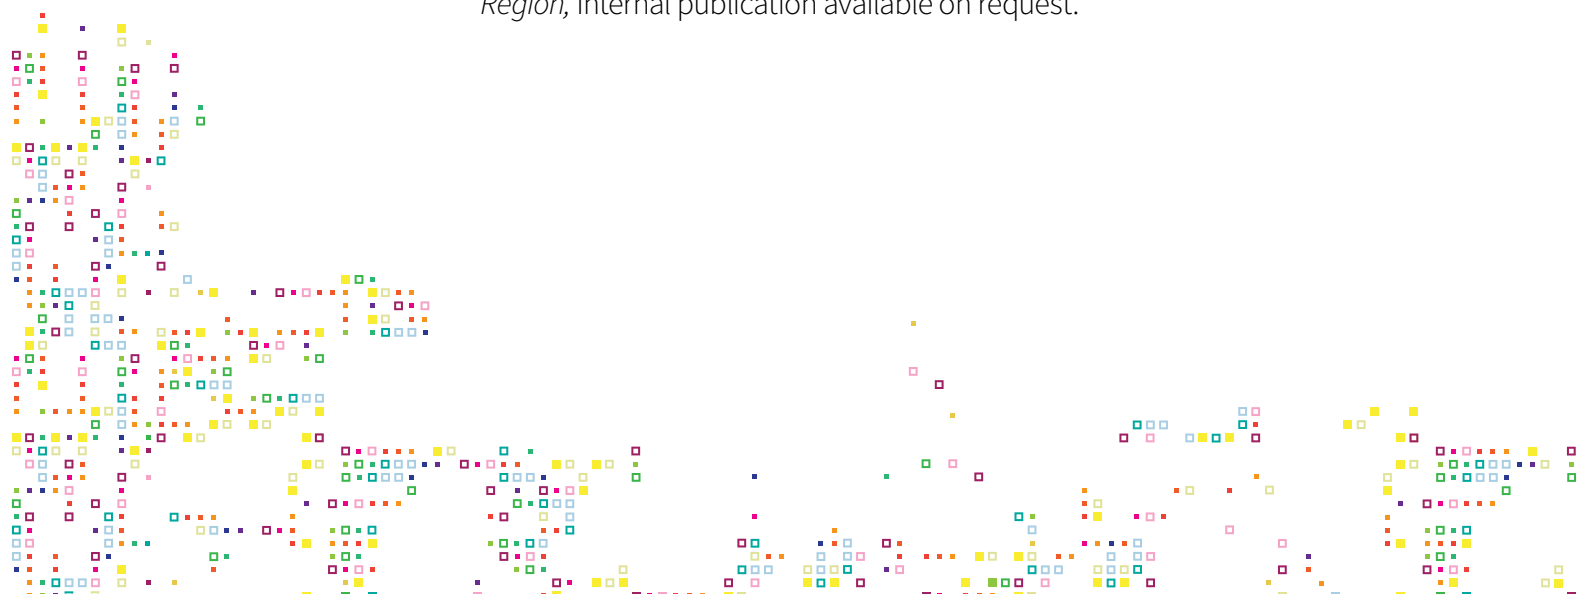 Region, internal publication available on request.